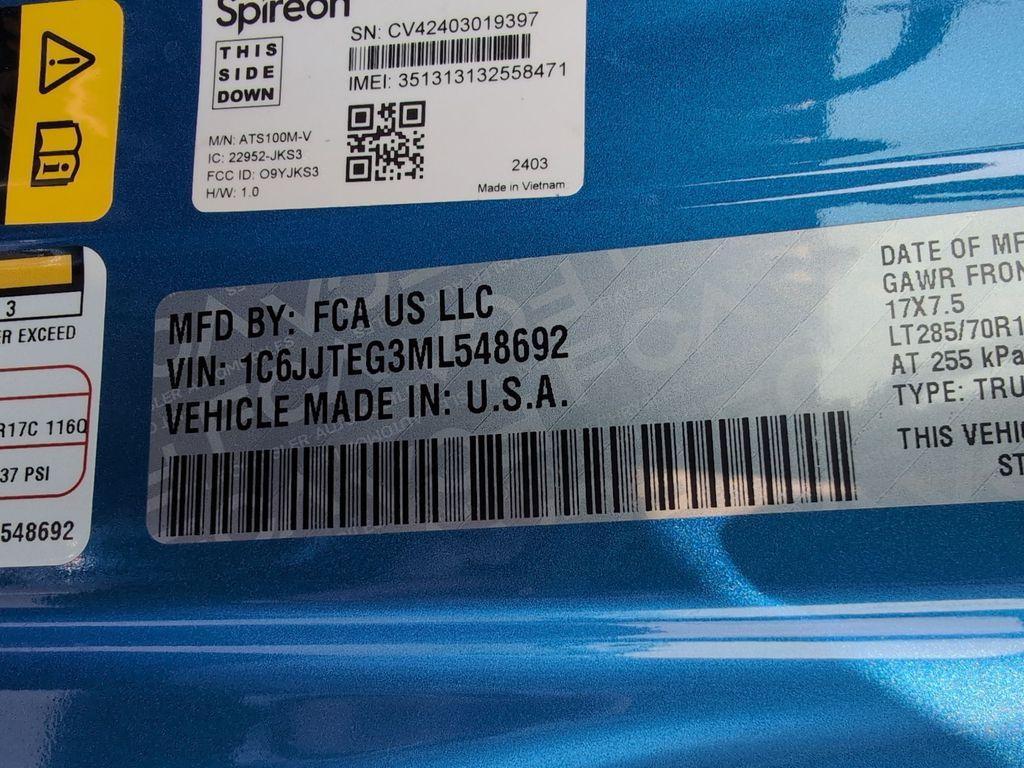 Spireon
THIS
SIDE
DOWN
SN: CV42403019397
IMEI: 351313132558471
M/N: ATS100M-V
IC: 22952-JKS3
FCC ID: O9YJKS3
H/W: 1.0
2403
Made in Vietnam
3
R EXCEED
R17C 116Q
37 PSI
548692
MFD BY: FCA US LLC
VIN: 1C6JJTEG3ML548692
VEHICLE MADE IN: U.S.A.
DATE OF MF
GAWR FRON
17X7.5
LT285/70R1
AT 255 kPa
TYPE: TRU
THIS VEHI
ST